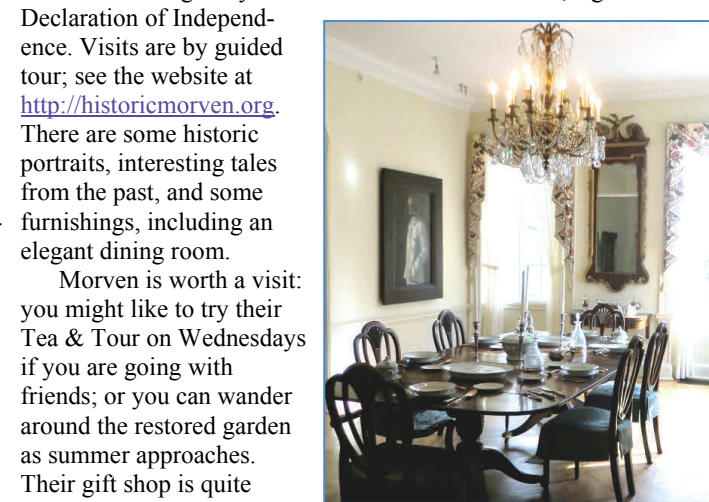 Declaration of Independ-
ence. Visits are by guided
tour; see the website at
http://historicmorven.org.
There are some historic
portraits, interesting tales
from the past, and some
furnishings, including an
elegant dining room.
Morven is worth a visit:
you might like to try their
Tea & Tour on Wednesdays
if you are going with
friends; or you can wander
around the restored garden
as summer approaches.
Their gift shop is quite